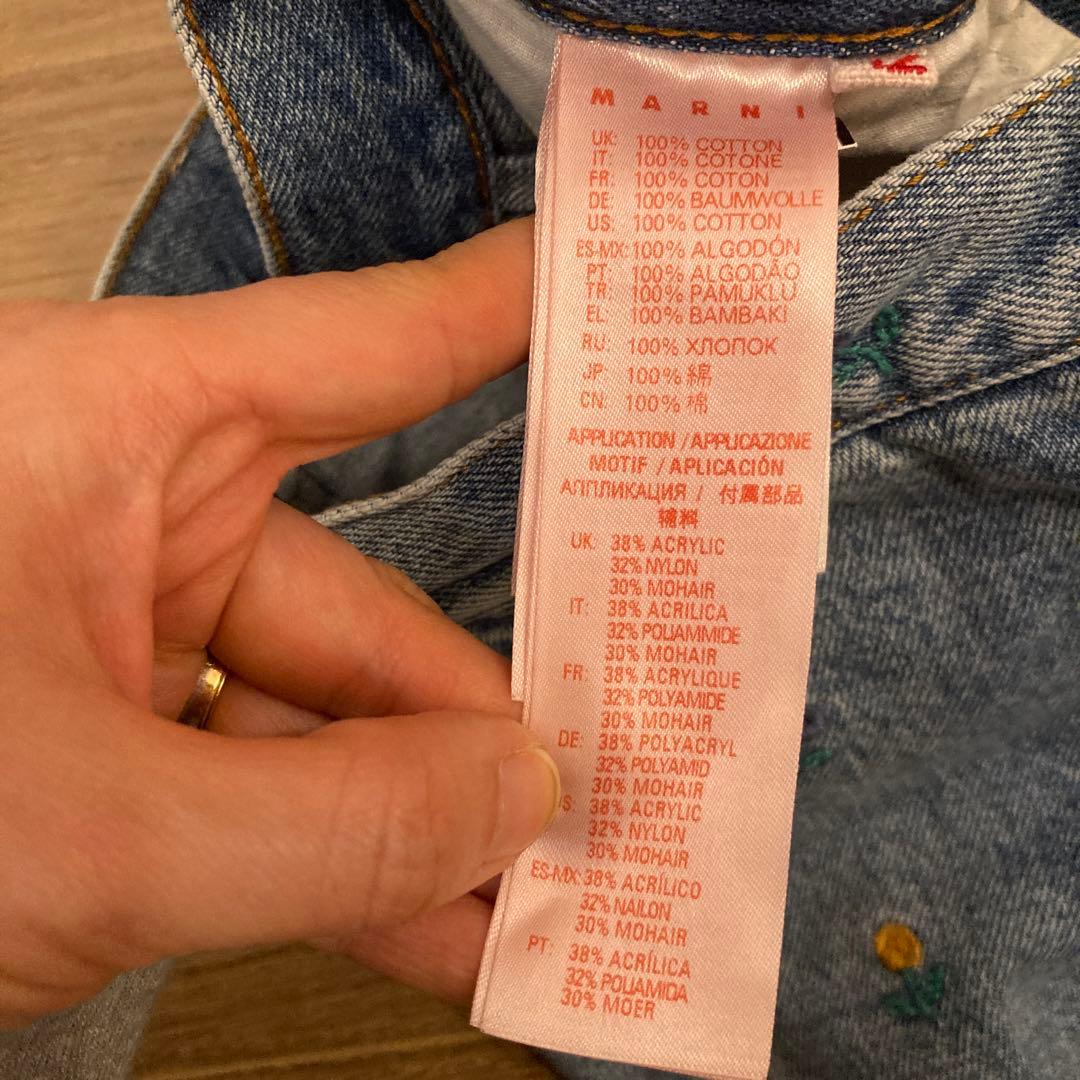 MARNI
UK: 100% COTTON
IT: 100% COTONE
FR: 100% COTON
DE: 100% BAUMWOLLE
US: 100% COTTON
ES-MX: 100% ALGODÓN
PT: 100% ALGODÃO
TR: 100% PAMUKLU
EL: 100% BAMBAKI
RU: 100% ХЛОПОК
JP: 100% 綿
CN: 100% 棉
APPLICATION / APPLICAZIONE
MOTIF / APLICACIÓN
АППЛИКАЦИЯ / 付属部品
辅料
UK: 38% ACRYLIC
32% NYLON
30% MOHAIR
IT: 38% ACRILICA
32% POLIAMMIDE
30% MOHAIR
FR: 38% ACRYLIQUE
32% POLYAMIDE
30% MOHAIR
DE: 38% POLYACRYL
32% POLYAMID
30% MOHAIR
S: 38% ACRYLIC
32% NYLON
30% MOHAIR
ES-MX: 38% ACRÍLICO
32% NAILON
30% MOHAIR
PT: 38% ACRÍLICA
32% POLIAMIDA
30% MOER